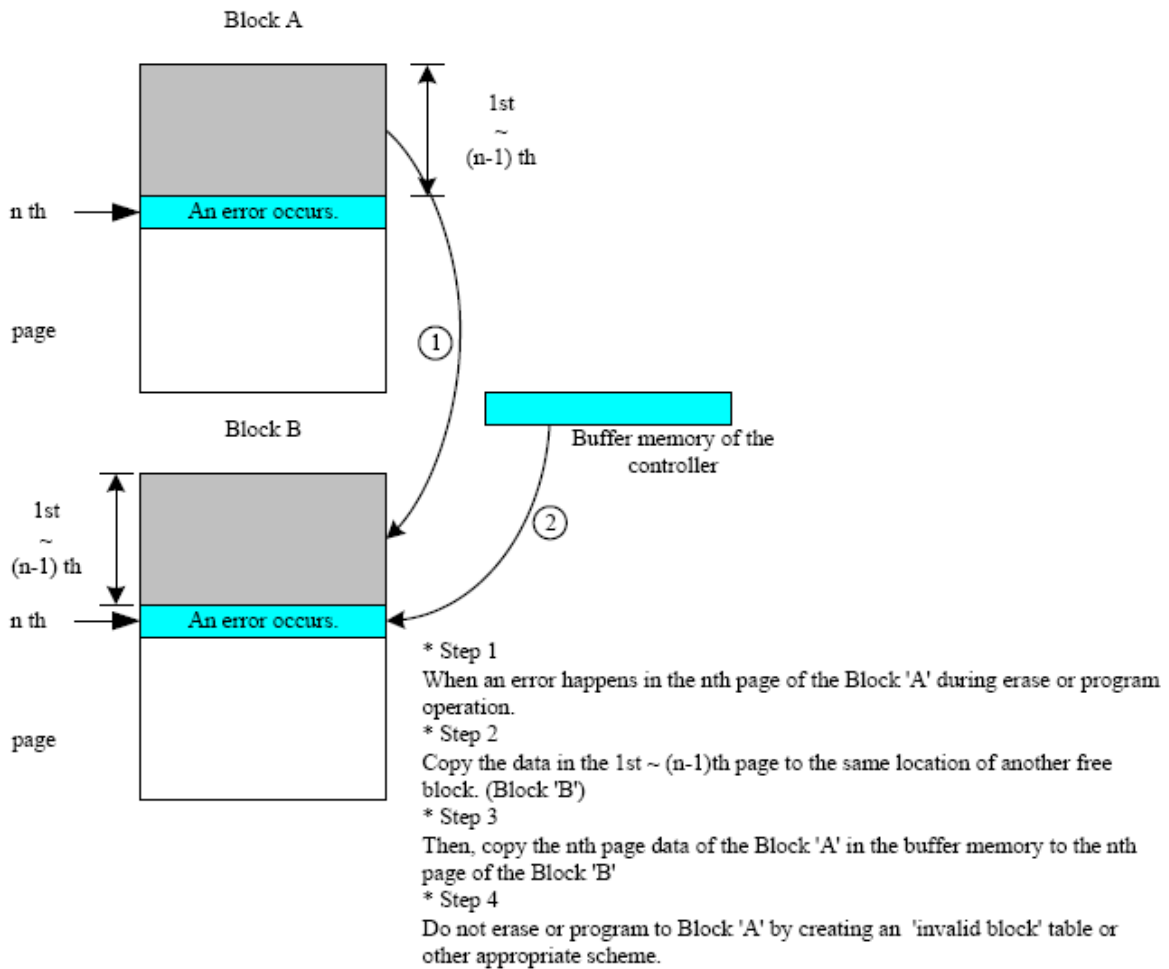 Block A
1st
~
(n-1) th
n th
An error occurs.
page
1
Buffer memory of the
controller
Block B
1st
~
(n-1) th
2
n th
An error occurs.
page
* Step 1
When an error happens in the nth page of the Block 'A' during erase or program
operation.
* Step 2
Copy the data in the 1st ~ (n-1)th page to the same location of another free
block. (Block 'B')
* Step 3
Then, copy the nth page data of the Block 'A' in the buffer memory to the nth
page of the Block 'B'
* Step 4
Do not erase or program to Block 'A' by creating an 'invalid block' table or
other appropriate scheme.